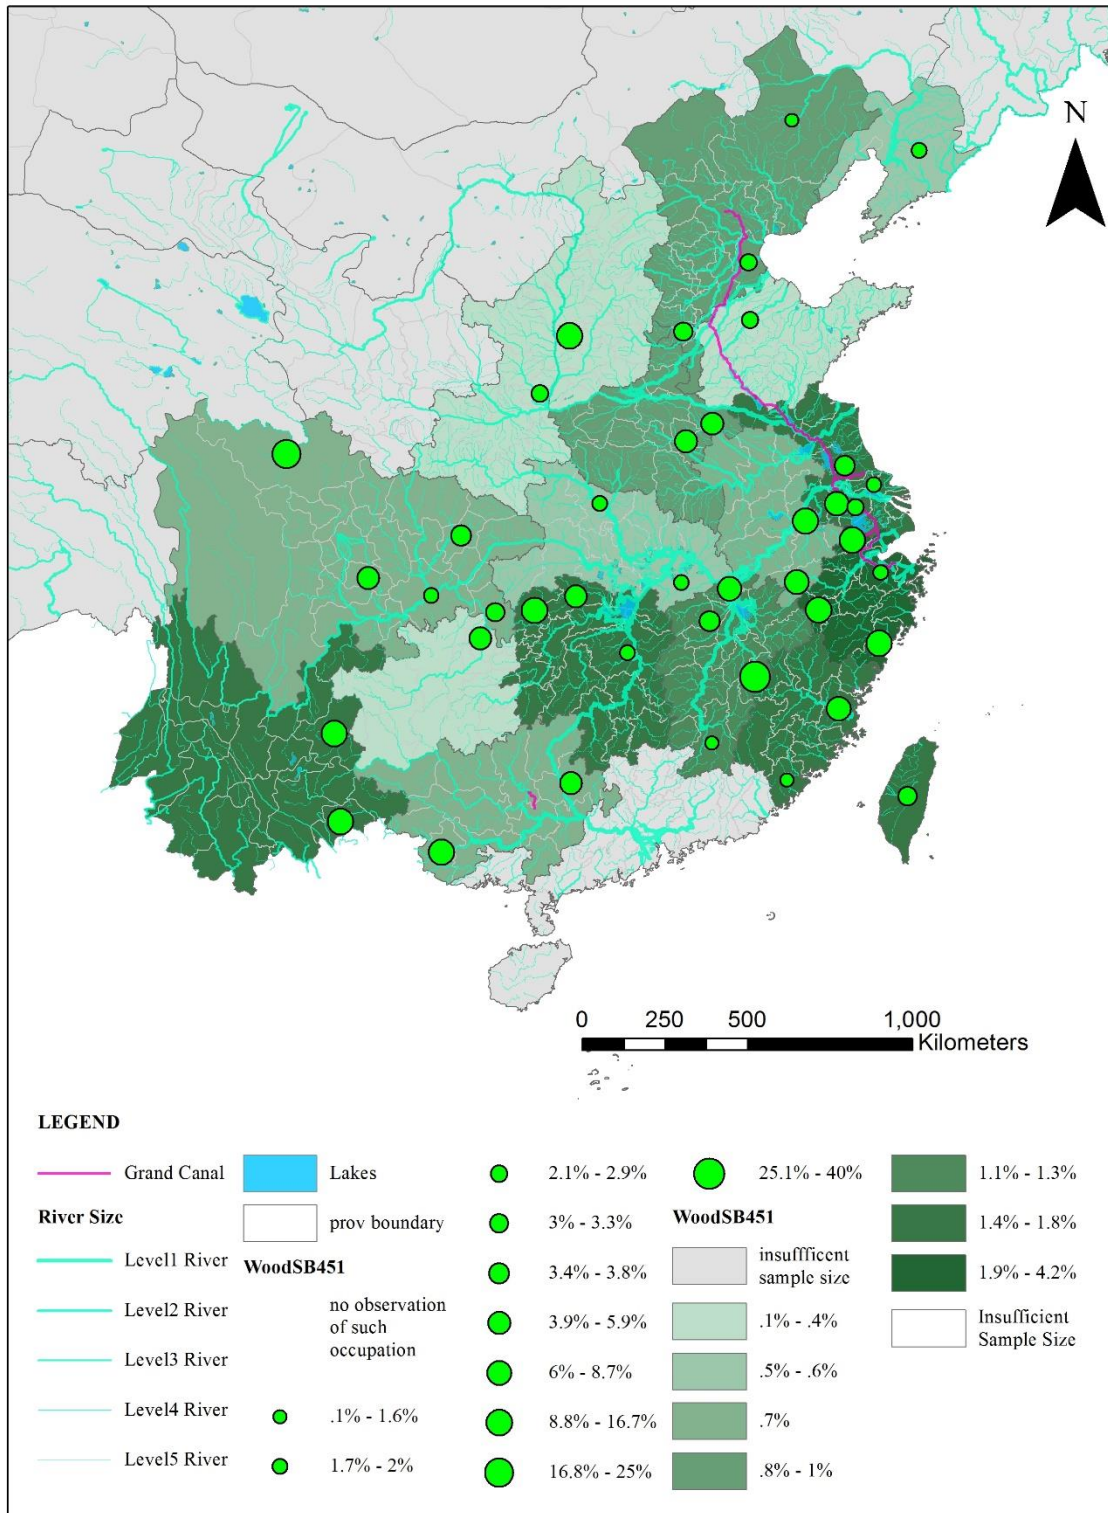 N
0 250 500 1,000
Kilometers
LEGEND
Grand Canal
River Size
Level1 River
Level2 River
Level3 River
Level4 River
Level5 River
Lakes
prov boundary
WoodSB451
no observation
of such
occupation
.1% - 1.6%
1.7% - 2%
2.1% - 2.9%
3% - 3.3%
3.4% - 3.8%
3.9% - 5.9%
6% - 8.7%
8.8% - 16.7%
16.8% - 25%
25.1% - 40%
WoodSB451
insufficent
sample size
.1% - .4%
.5% - .6%
.7%
.8% - 1%
1.1% - 1.3%
1.4% - 1.8%
1.9% - 4.2%
Insufficient
Sample Size